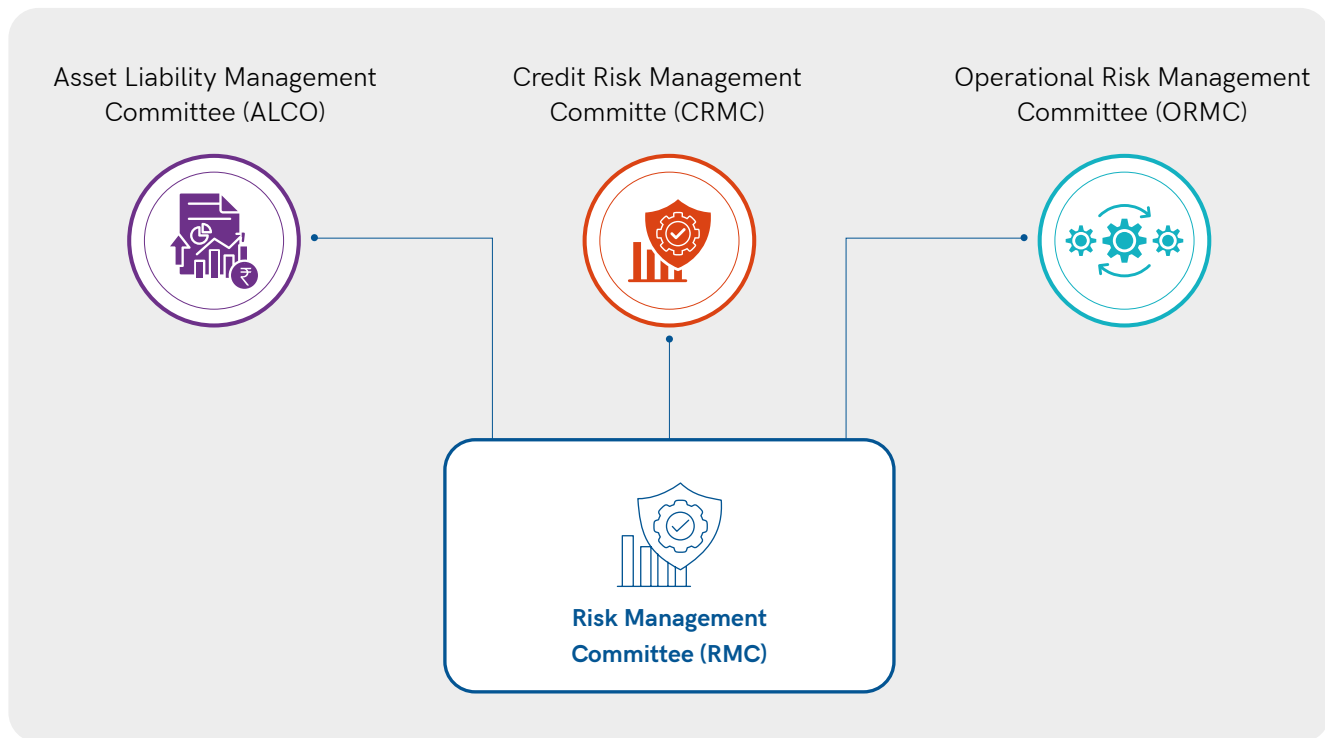 Asset Liability Management
Committee (ALCO)
Credit Risk Management
Committe (CRMC)
Operational Risk Management
Committee (ORMC)
₹
Risk Management
Committee (RMC)